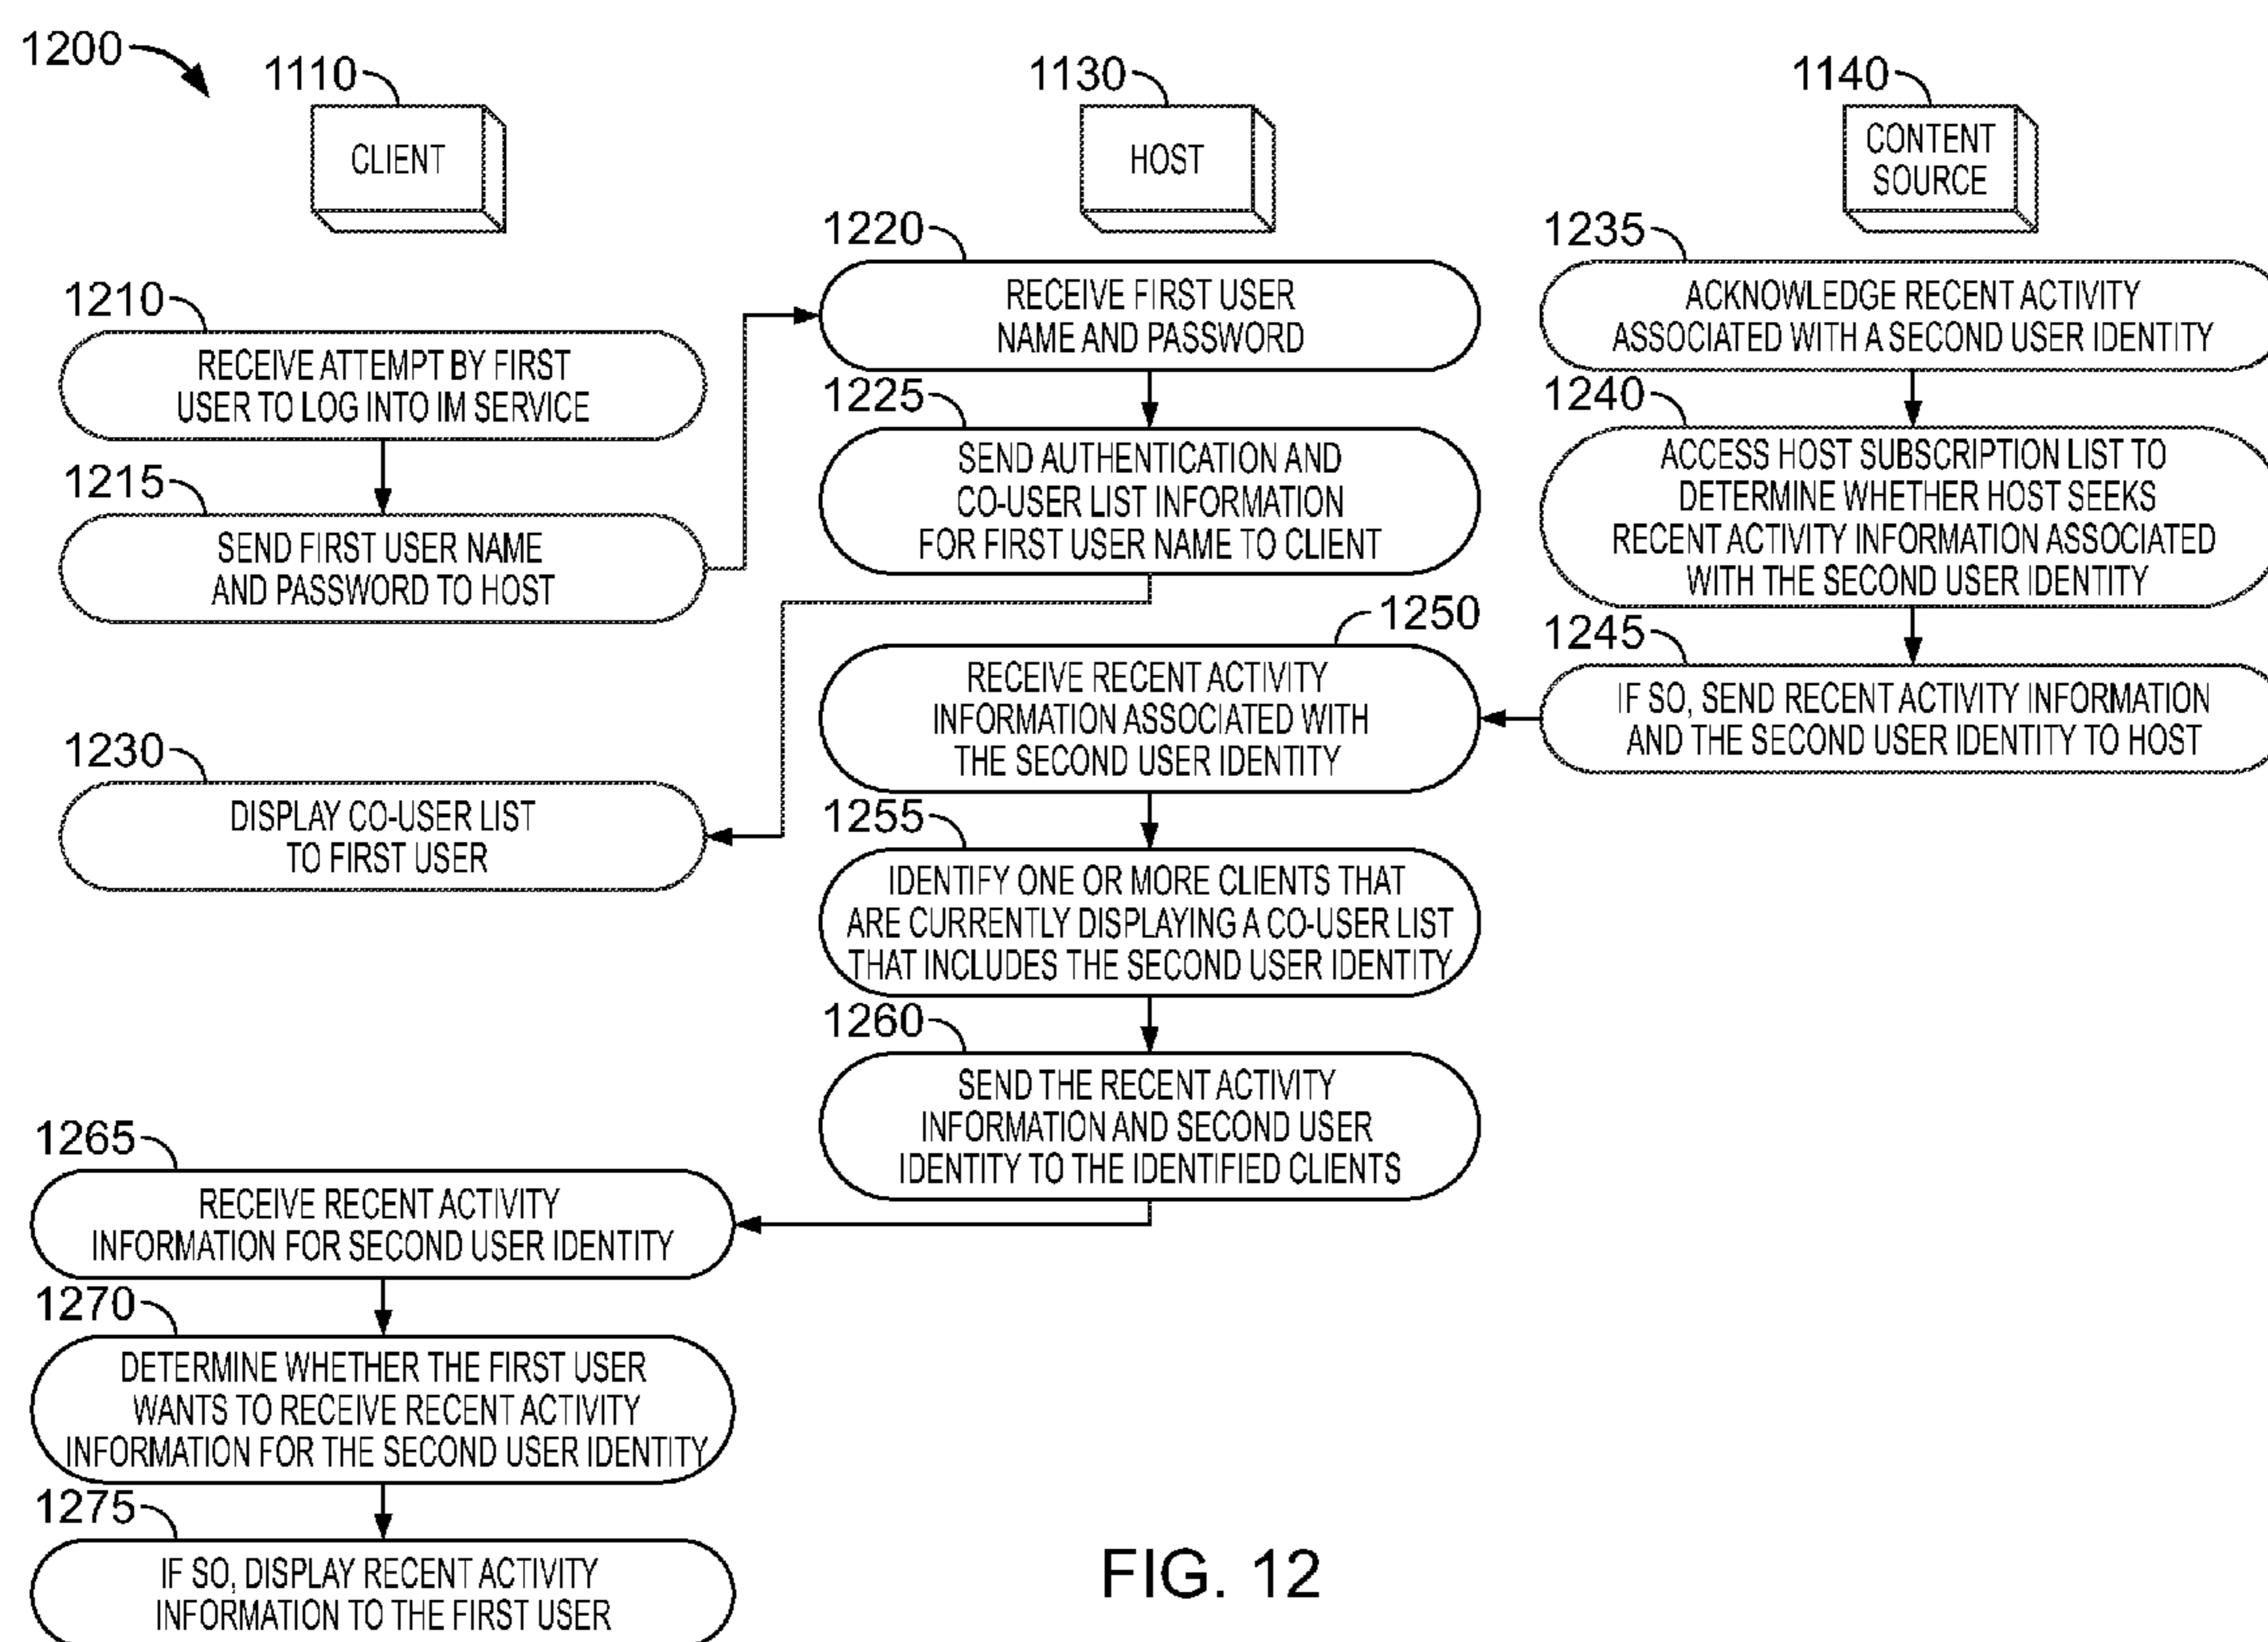 1200
1110
CLIENT
1130
HOST
1140
CONTENT
SOURCE
1210
RECEIVE ATTEMPT BY FIRST
USER TO LOG INTO IM SERVICE
1215
SEND FIRST USER NAME
AND PASSWORD TO HOST
1220
RECEIVE FIRST USER
NAME AND PASSWORD
1225
SEND AUTHENTICATION AND
CO-USER LIST INFORMATION
FOR FIRST USER NAME TO CLIENT
1230
DISPLAY CO-USER LIST
TO FIRST USER
1235
ACKNOWLEDGE RECENT ACTIVITY
ASSOCIATED WITH A SECOND USER IDENTITY
1240
ACCESS HOST SUBSCRIPTION LIST TO
DETERMINE WHETHER HOST SEEKS
RECENT ACTIVITY INFORMATION ASSOCIATED
WITH THE SECOND USER IDENTITY
1245
IF SO, SEND RECENT ACTIVITY INFORMATION
AND THE SECOND USER IDENTITY TO HOST
1250
RECEIVE RECENT ACTIVITY
INFORMATION ASSOCIATED WITH
THE SECOND USER IDENTITY
1255
IDENTIFY ONE OR MORE CLIENTS THAT
ARE CURRENTLY DISPLAYING A CO-USER LIST
THAT INCLUDES THE SECOND USER IDENTITY
1260
SEND THE RECENT ACTIVITY
INFORMATION AND SECOND USER
IDENTITY TO THE IDENTIFIED CLIENTS
1265
RECEIVE RECENT ACTIVITY
INFORMATION FOR SECOND USER IDENTITY
1270
DETERMINE WHETHER THE FIRST USER
WANTS TO RECEIVE RECENT ACTIVITY
INFORMATION FOR THE SECOND USER IDENTITY
1275
IF SO, DISPLAY RECENT ACTIVITY
INFORMATION TO THE FIRST USER
FIG. 12